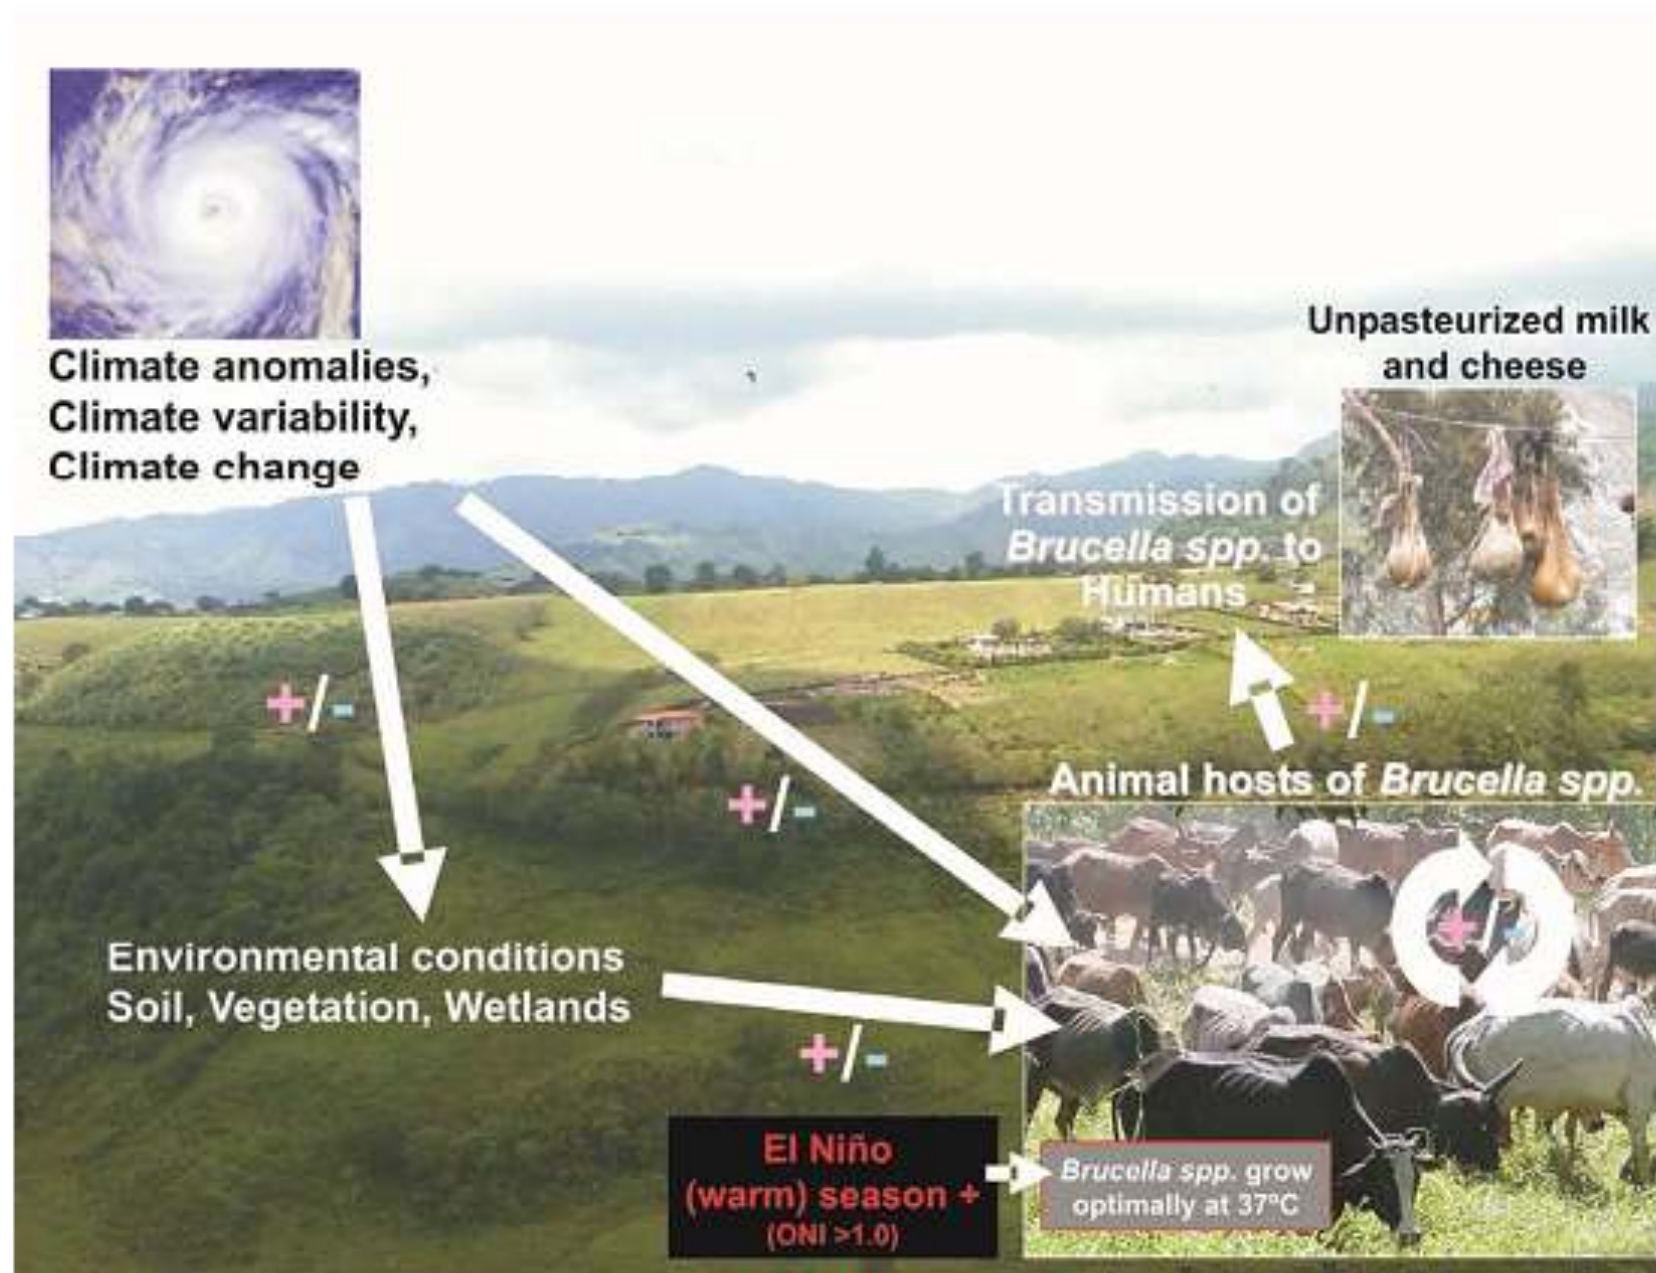 Climate anomalies,
Climate variability,
Climate change
Unpasteurized milk
and cheese
Transmission of
Brucella spp. to
Humans
+/-
+/-
+/-
Animal hosts of Brucella spp.
+/-
Environmental conditions
Soil, Vegetation, Wetlands
+/-
El Niño
(warm) season +
(ONI >1.0)
Brucella spp. grow
optimally at 37ºC